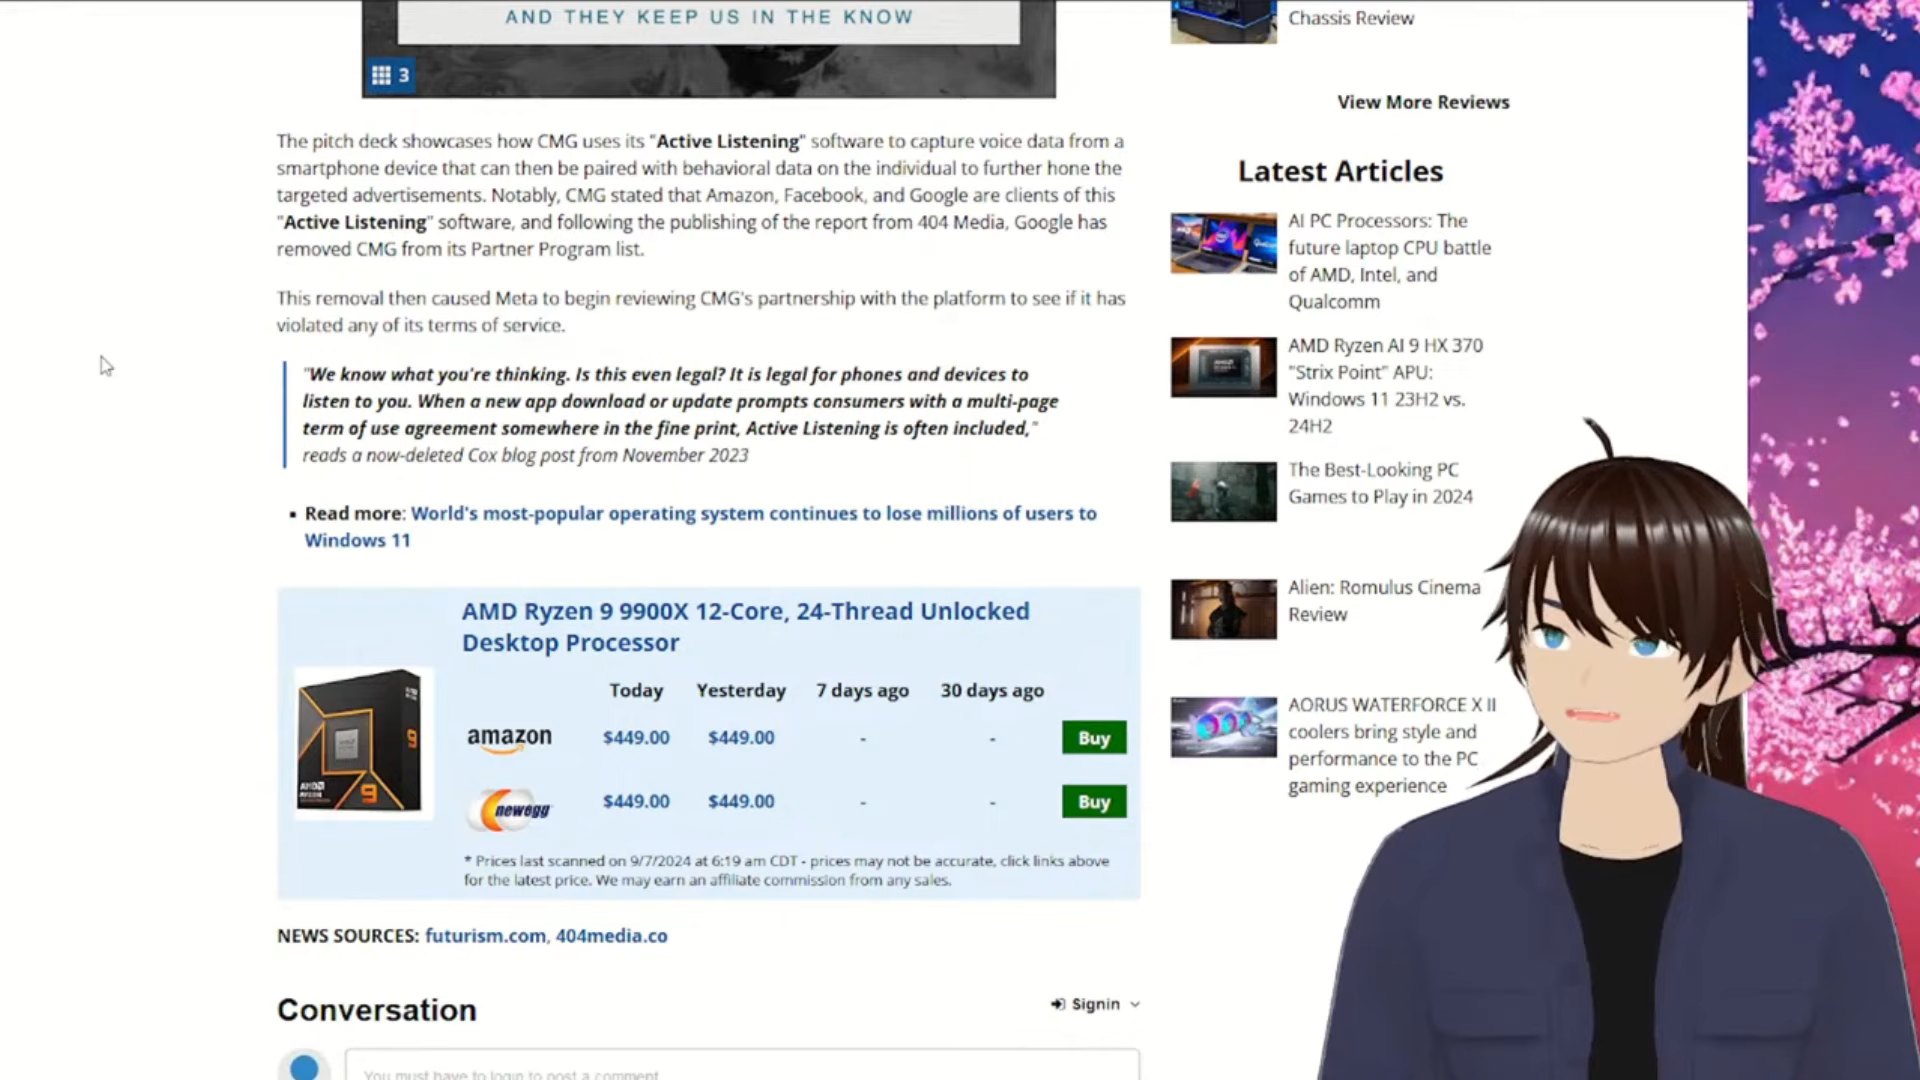 AND THEY KEEP US IN THE KNOW
3
The pitch deck showcases how CMG uses its "Active Listening" software to capture voice data from a
smartphone device that can then be paired with behavioral data on the individual to further hone the
targeted advertisements. Notably, CMG stated that Amazon, Facebook, and Google are clients of this
"Active Listening" software, and following the publishing of the report from 404 Media, Google has
removed CMG from its Partner Program list.
This removal then caused Meta to begin reviewing CMG's partnership with the platform to see if it has
violated any of its terms of service.
"We know what you're thinking. Is this even legal? It is legal for phones and devices to
listen to you. When a new app download or update prompts consumers with a multi-page
term of use agreement somewhere in the fine print, Active Listening is often included,"
reads a now-deleted Cox blog post from November 2023
▪ Read more: World's most-popular operating system continues to lose millions of users to
Windows 11
AMD Ryzen 9 9900X 12-Core, 24-Thread Unlocked
Desktop Processor
Today Yesterday 7 days ago 30 days ago
amazon $449.00 $449.00 - - Buy
newegg $449.00 $449.00 - - Buy
* Prices last scanned on 9/7/2024 at 6:19 am CDT - prices may not be accurate, click links above
for the latest price. We may earn an affiliate commission from any sales.
NEWS SOURCES: futurism.com, 404media.co
Conversation
Signin
You must have to login to post a comment
Chassis Review
View More Reviews
Latest Articles
AI PC Processors: The
future laptop CPU battle
of AMD, Intel, and
Qualcomm
AMD Ryzen AI 9 HX 370
"Strix Point" APU:
Windows 11 23H2 vs.
24H2
The Best-Looking PC
Games to Play in 2024
Alien: Romulus Cinema
Review
AORUS WATERFORCE X II
coolers bring style and
performance to the PC
gaming experience